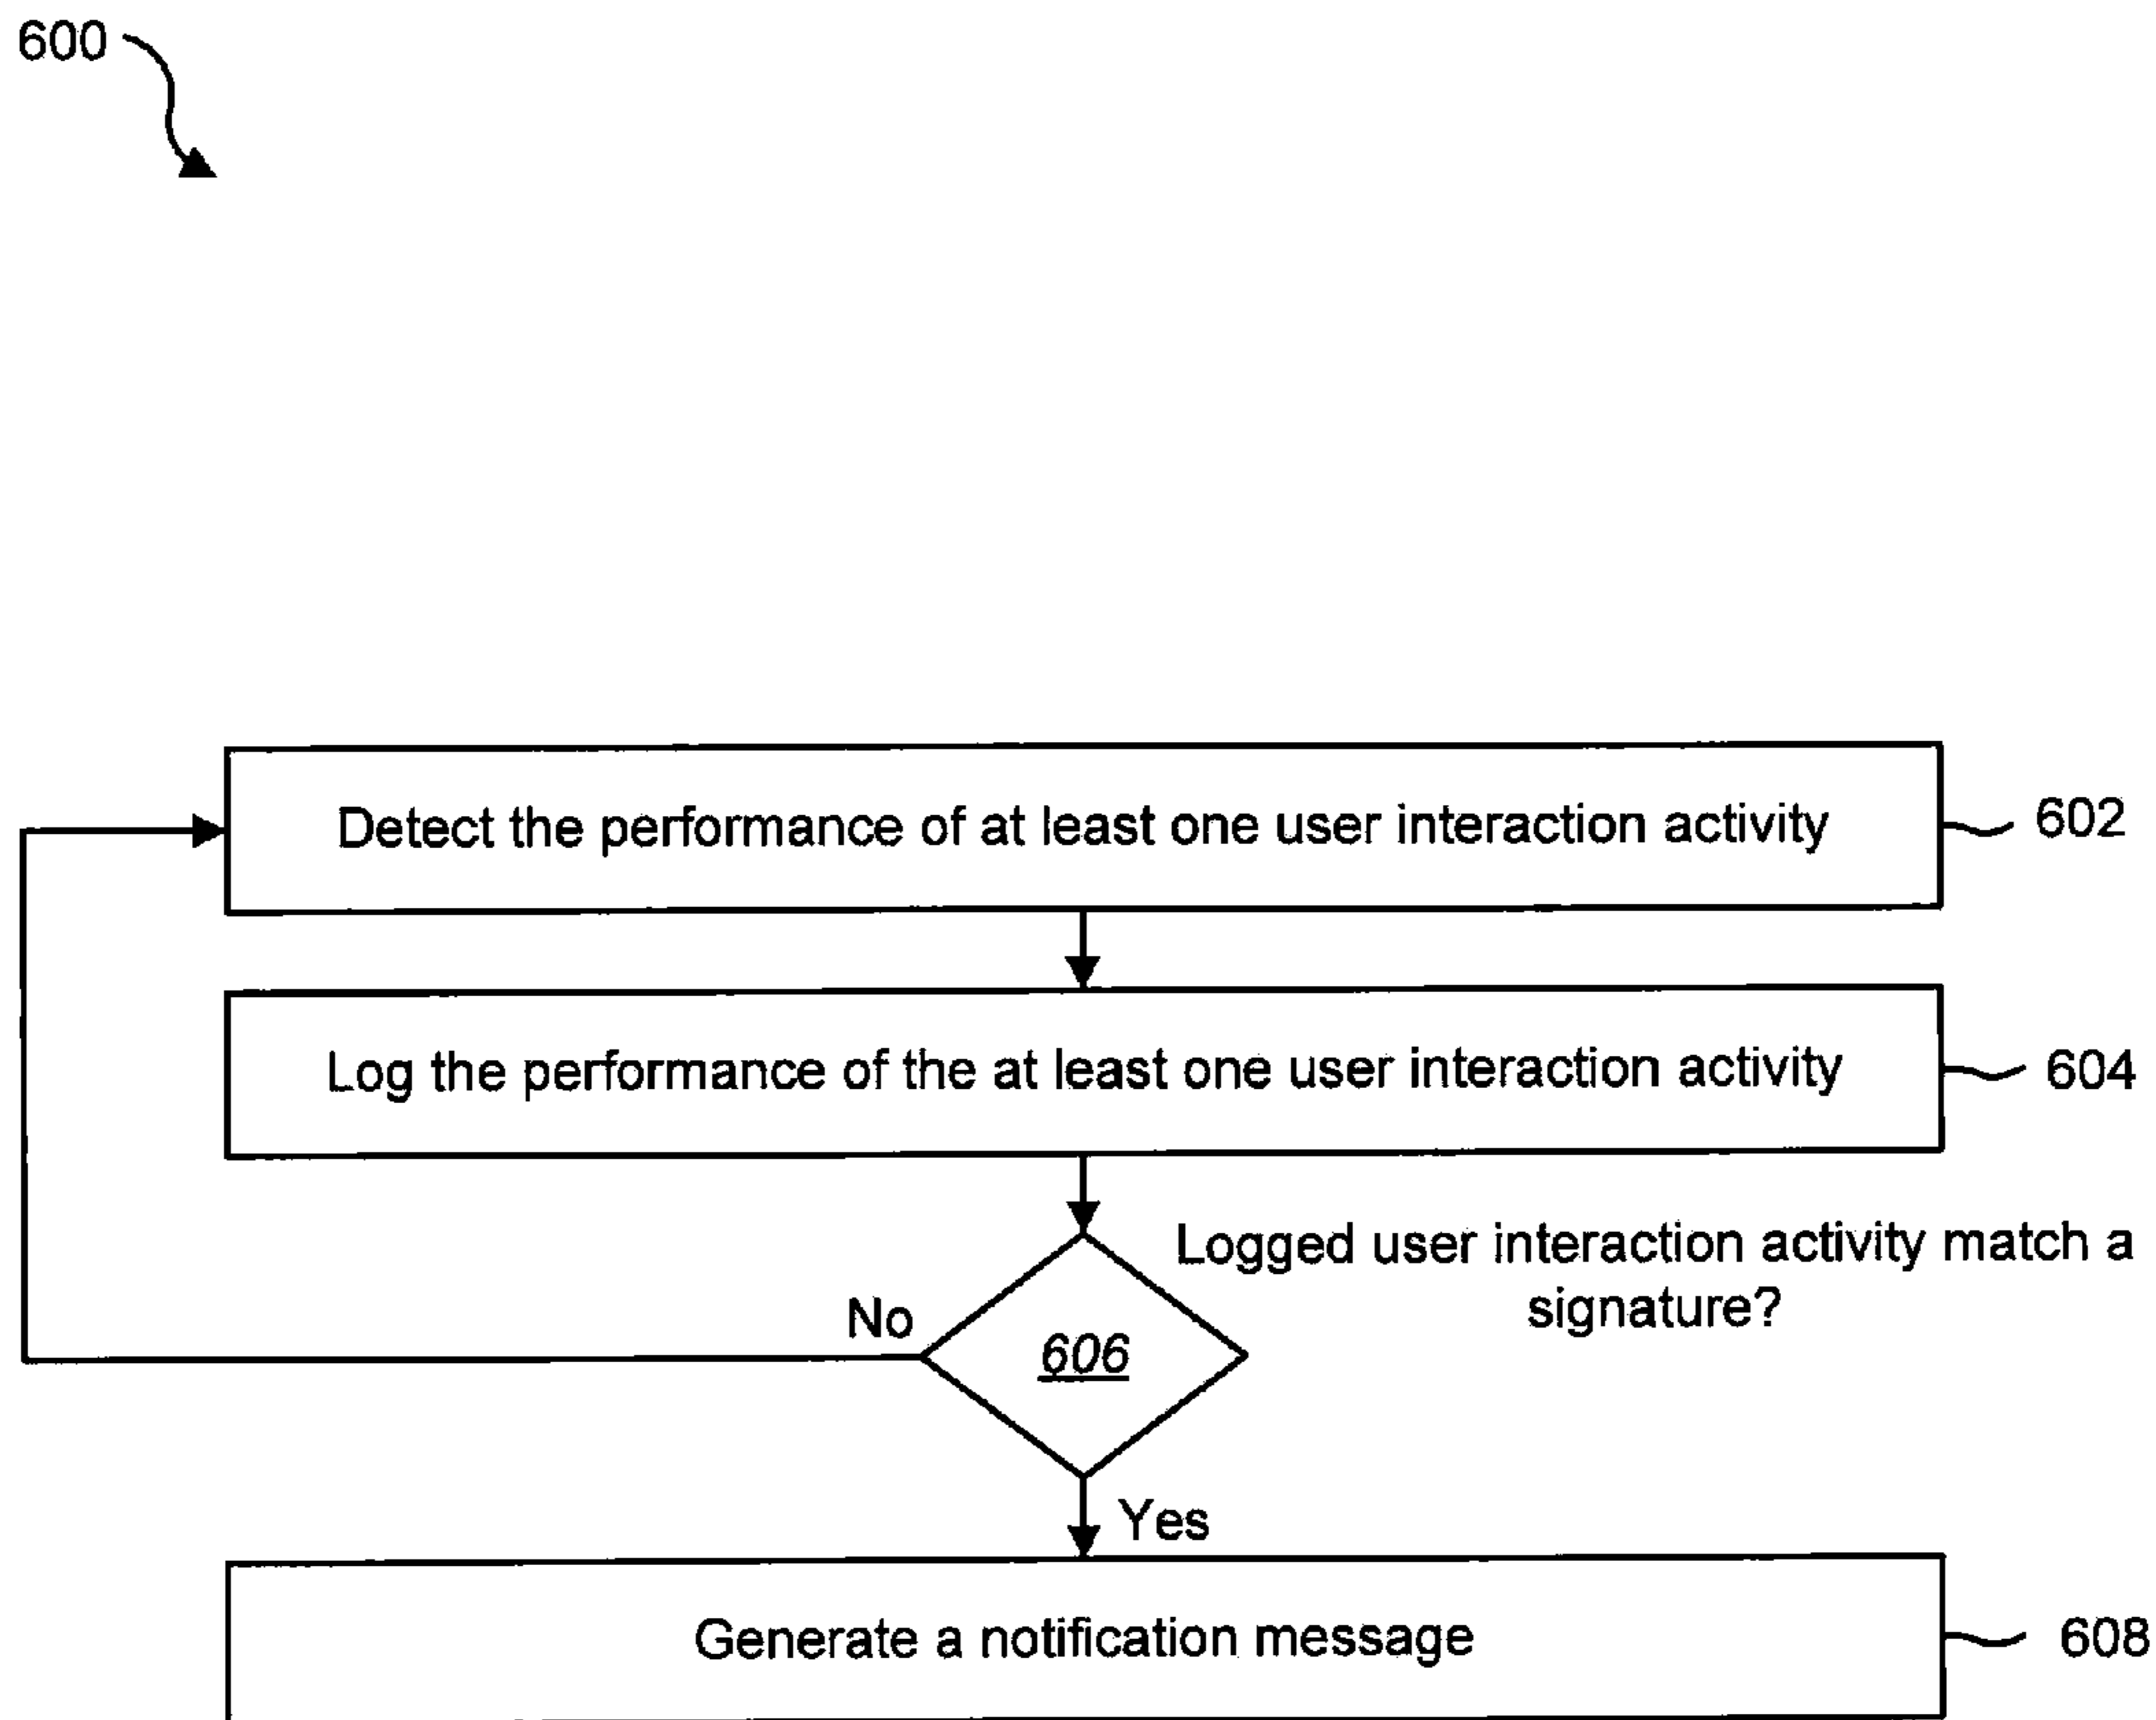 600
Detect the performance of at least one user interaction activity
602
Log the performance of the at least one user interaction activity
604
Logged user interaction activity match a
signature?
No
606
Yes
Generate a notification message
608